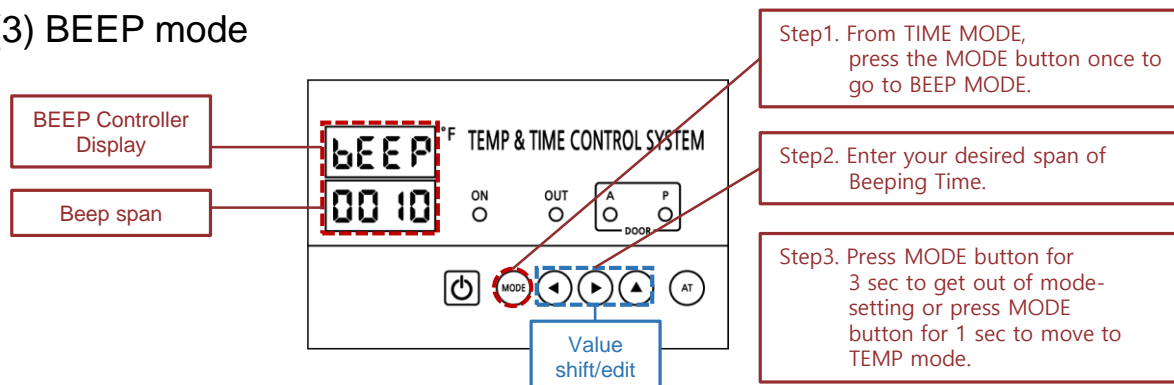 (3) BEEP mode
BEEP Controller
Display
Beep span
bEEP
°F
TEMP & TIME CONTROL SYSTEM
0010
ON
OUT
A
P
DOOR
MODE
AT
Value
shift/edit
Step1. From TIME MODE,
press the MODE button once to
go to BEEP MODE.
Step2. Enter your desired span of
Beeping Time.
Step3. Press MODE button for
3 sec to get out of mode-
setting or press MODE
button for 1 sec to move to
TEMP mode.